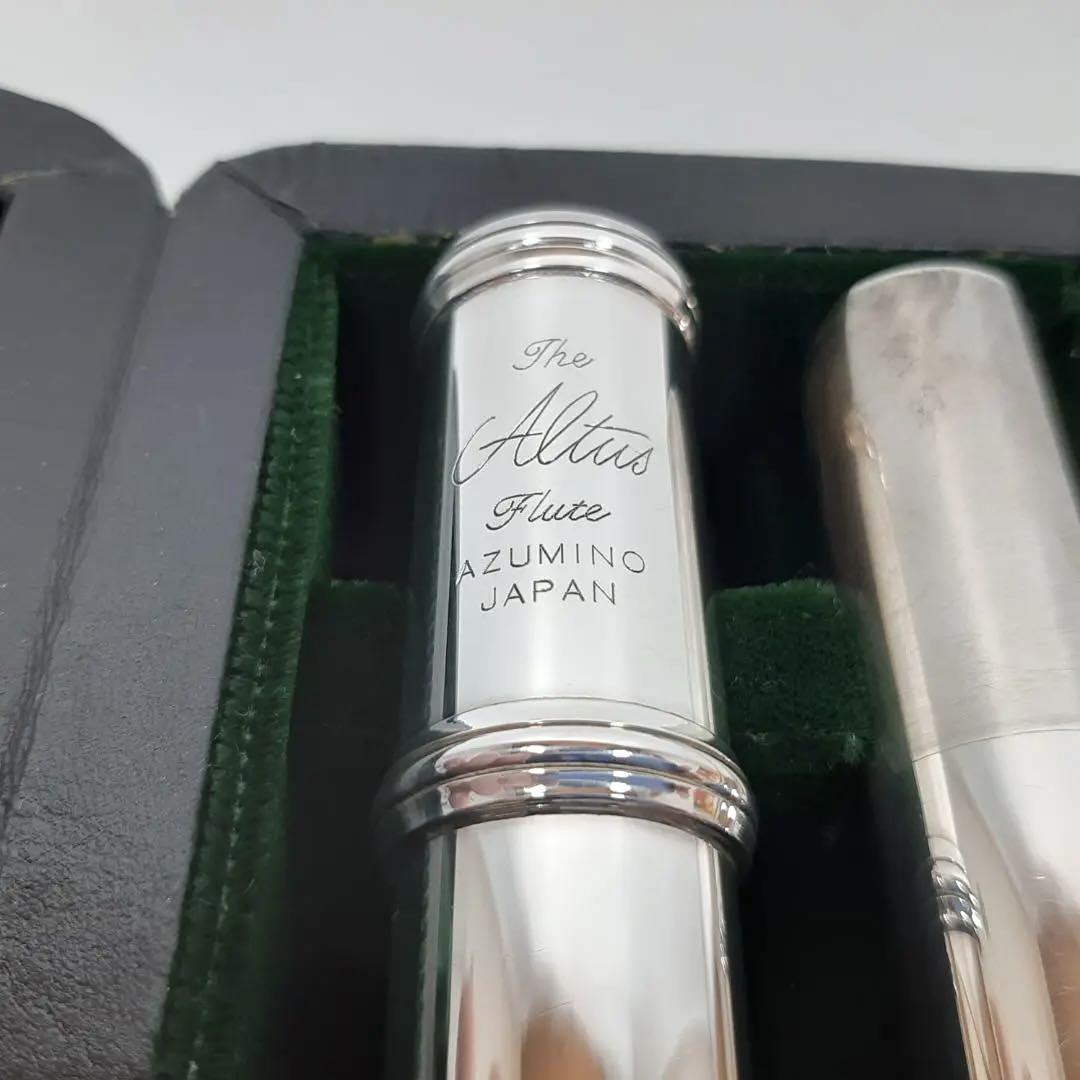 The
Altus
Flute
AZUMINO
JAPAN